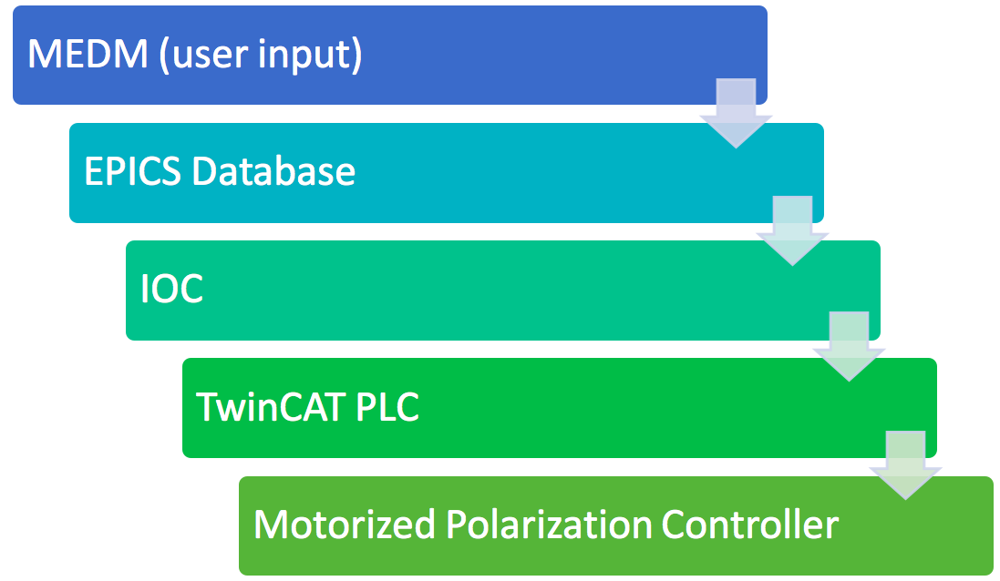 MEDM (user input)
EPICS Database
IOC
TwinCAT PLC
Motorized Polarization Controller